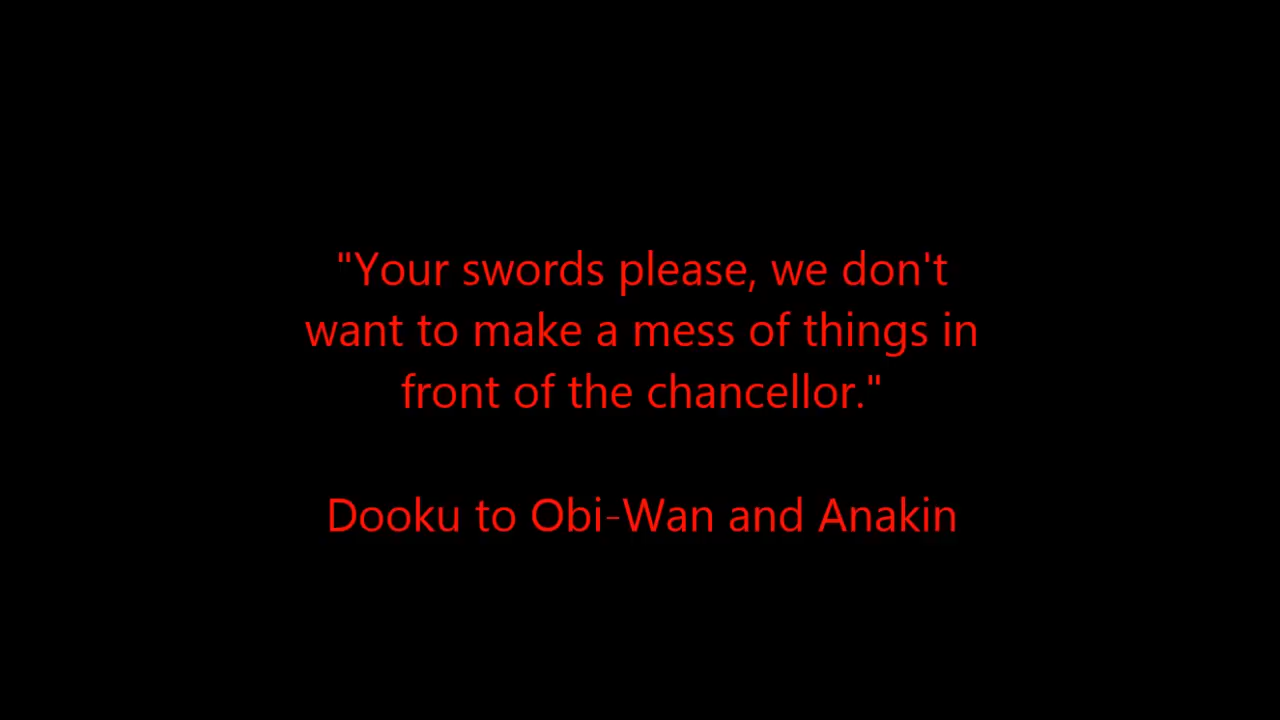 "Your swords please, we don't
want to make a mess of things in
front of the chancellor."
Dooku to Obi-Wan and Anakin